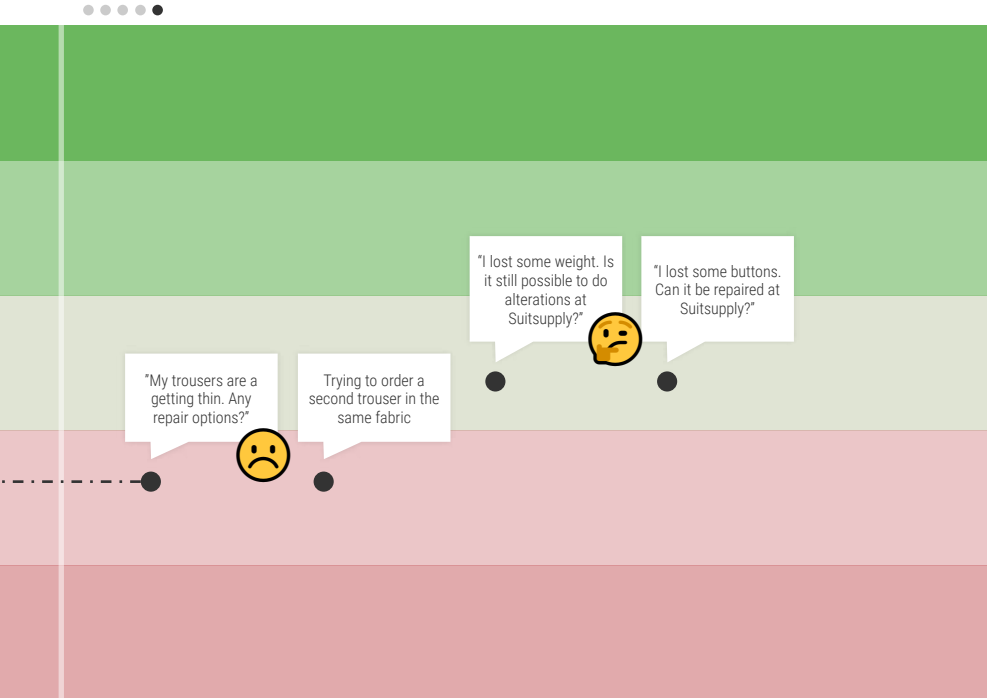 "My trousers are a
getting thin. Any
repair options?"
Trying to order a
second trouser in the
same fabric
"I lost some weight. Is
it still possible to do
alterations at
Suitsupply?"
"I lost some buttons.
Can it be repaired at
Suitsupply?"